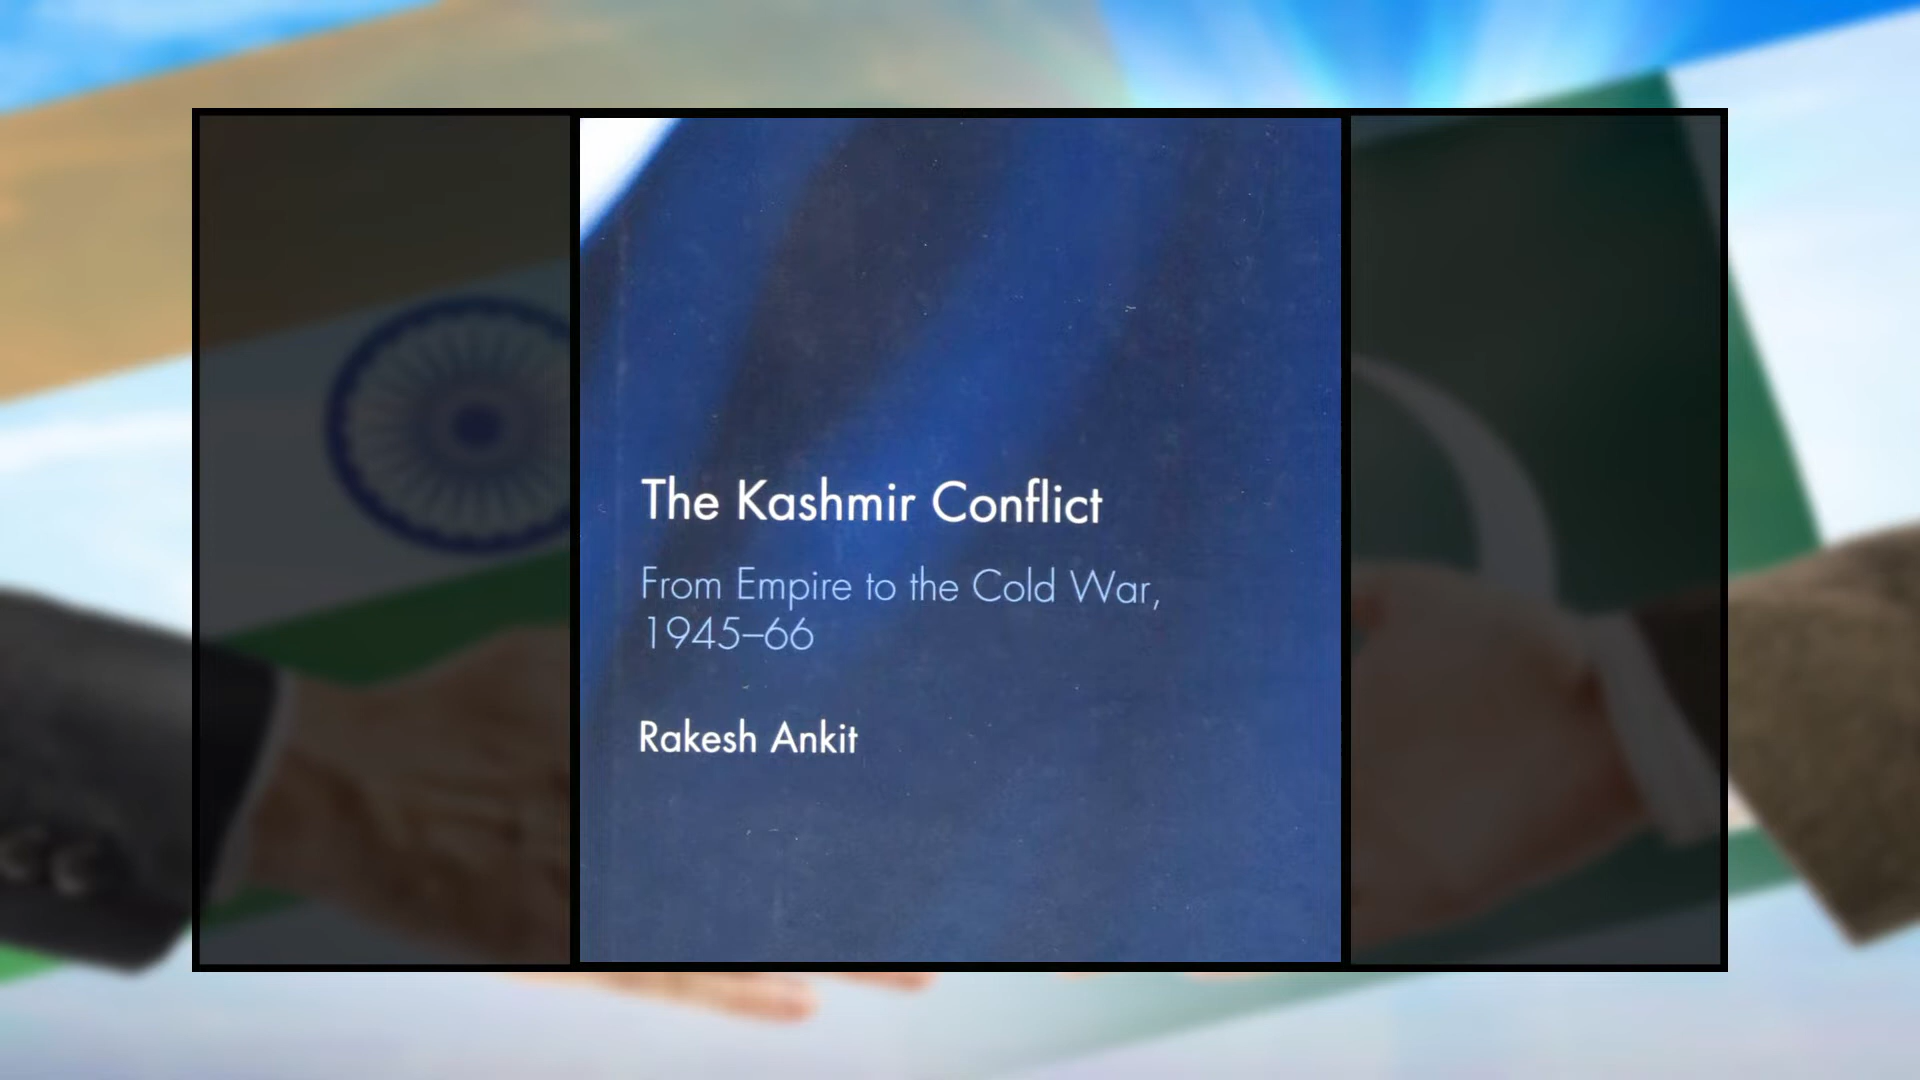 The Kashmir Conflict
From Empire to the Cold War,
1945–66
Rakesh Ankit